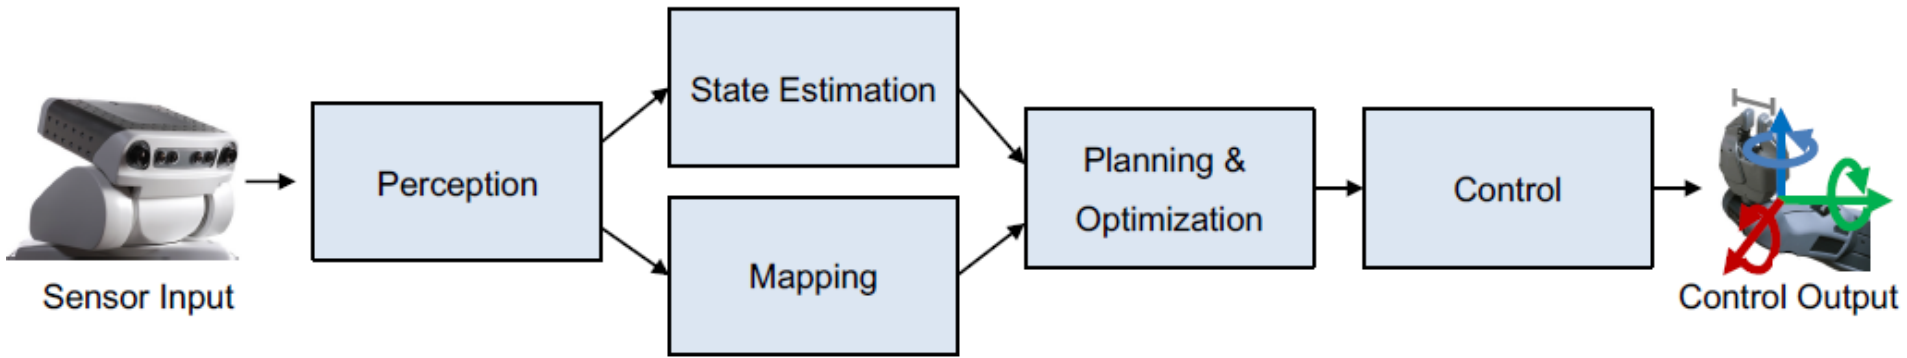 Sensor Input
Perception
State Estimation
Mapping
Planning &
Optimization
Control
Control Output